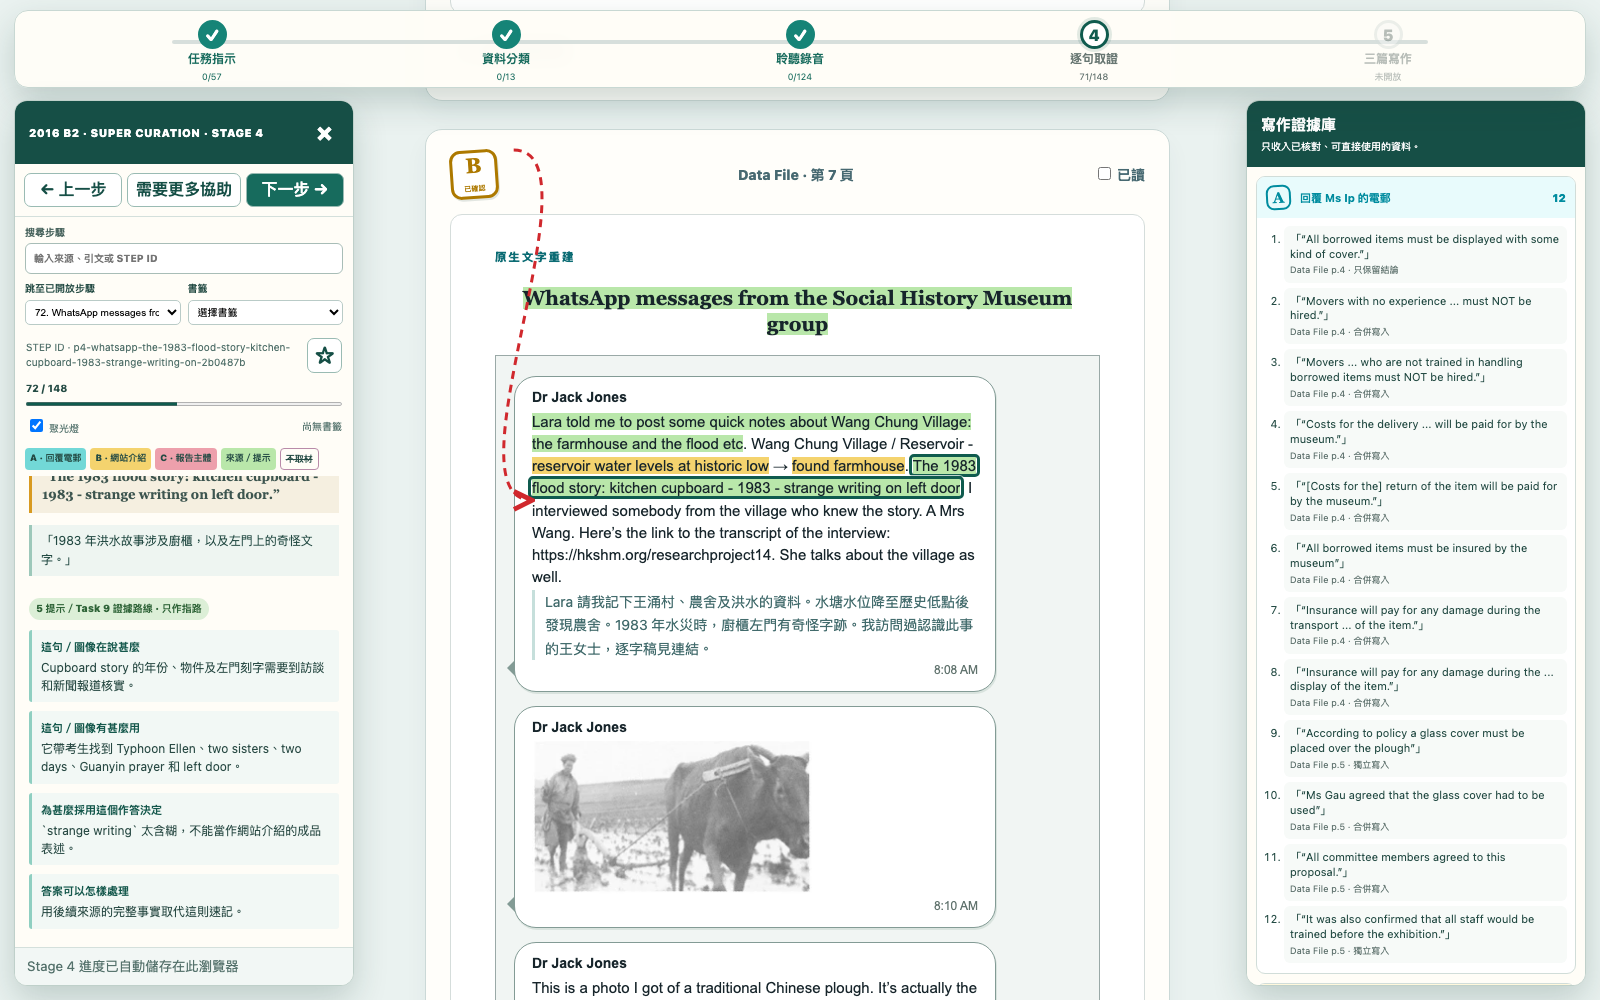 任務指示
0/57
資料分類
0/13
聆聽錄音
0/124
4
逐句取證
71/148
5
三篇寫作
未開放
2016 B2 · SUPER CURATION · STAGE 4
← 上一步
需要更多協助
下一步 →
搜尋步驟
輸入來源、引文或 STEP ID
跳至已開放步驟
書籤
72. WhatsApp messages frc
選擇書籤
STEP ID · p4-whatsapp-the-1983-flood-story-kitchen-
cupboard-1983-strange-writing-on-2b0487b
72 / 148
聚光燈
尚無書籤
A · 回覆電郵
B · 網站介紹
C · 報告主體
來源 / 提示
不取材
"The 1983 flood story: kitchen cupboard -
1983 - strange writing on left door.”
「1983 年洪水故事涉及廚櫃，以及左門上的奇怪文
字。」
5 提示 / Task 9 證據路線 · 只作指路
這句 / 圖像在說甚麼
Cupboard story 的年份、物件及左門刻字需要到訪談
和新聞報道核實。
這句 / 圖像有甚麼用
它帶考生找到 Typhoon Ellen、two sisters、two
days、Guanyin prayer 和 left door。
為甚麼採用這個作答決定
`strange writing` 太含糊，不能當作網站介紹的成品
表述。
答案可以怎樣處理
用後續來源的完整事實取代這則速記。
Stage 4 進度已自動儲存在此瀏覽器
B
已確認
Data File · 第 7 頁
已讀
原生文字重建
WhatsApp messages from the Social History Museum
group
Dr Jack Jones
Lara told me to post some quick notes about Wang Chung Village:
the farmhouse and the flood etc. Wang Chung Village / Reservoir -
reservoir water levels at historic low → found farmhouse. The 1983
flood story: kitchen cupboard - 1983 - strange writing on left door. I
interviewed somebody from the village who knew the story. A Mrs
Wang. Here’s the link to the transcript of the interview:
https://hkshm.org/researchproject14. She talks about the village as
well.
Lara 請我記下王涌村、農舍及洪水的資料。水塘水位降至歷史低點後
發現農舍。1983 年水災時，廚櫃左門有奇怪字跡。我訪問過認識此事
的王女士，逐字稿見連結。
8:08 AM
Dr Jack Jones
8:10 AM
Dr Jack Jones
This is a photo I got of a traditional Chinese plough. It’s actually the
寫作證據庫
只收入已核對、可直接使用的資料。
A
回覆 Ms Ip 的電郵
12
1. 「“All borrowed items must be displayed with some
kind of cover.”」
Data File p.4 · 只保留結論
2. 「“Movers with no experience ... must NOT be
hired.”」
Data File p.4 · 合併寫入
3. 「“Movers ... who are not trained in handling
borrowed items must NOT be hired.”」
Data File p.4 · 合併寫入
4. 「“Costs for the delivery ... will be paid for by the
museum.”」
Data File p.4 · 合併寫入
5. 「“[Costs for the] return of the item will be paid for
by the museum.”」
Data File p.4 · 合併寫入
6. 「“All borrowed items must be insured by the
museum”」
Data File p.4 · 合併寫入
7. 「“Insurance will pay for any damage during the
transport ... of the item.”」
Data File p.4 · 合併寫入
8. 「“Insurance will pay for any damage during the ...
display of the item.”」
Data File p.4 · 合併寫入
9. 「“According to policy a glass cover must be
placed over the plough”」
Data File p.5 · 獨立寫入
10. 「“Ms Gau agreed that the glass cover had to be
used”」
Data File p.5 · 合併寫入
11. 「“All committee members agreed to this
proposal.”」
Data File p.5 · 合併寫入
12. 「“It was also confirmed that all staff would be
trained before the exhibition.”」
Data File p.5 · 獨立寫入